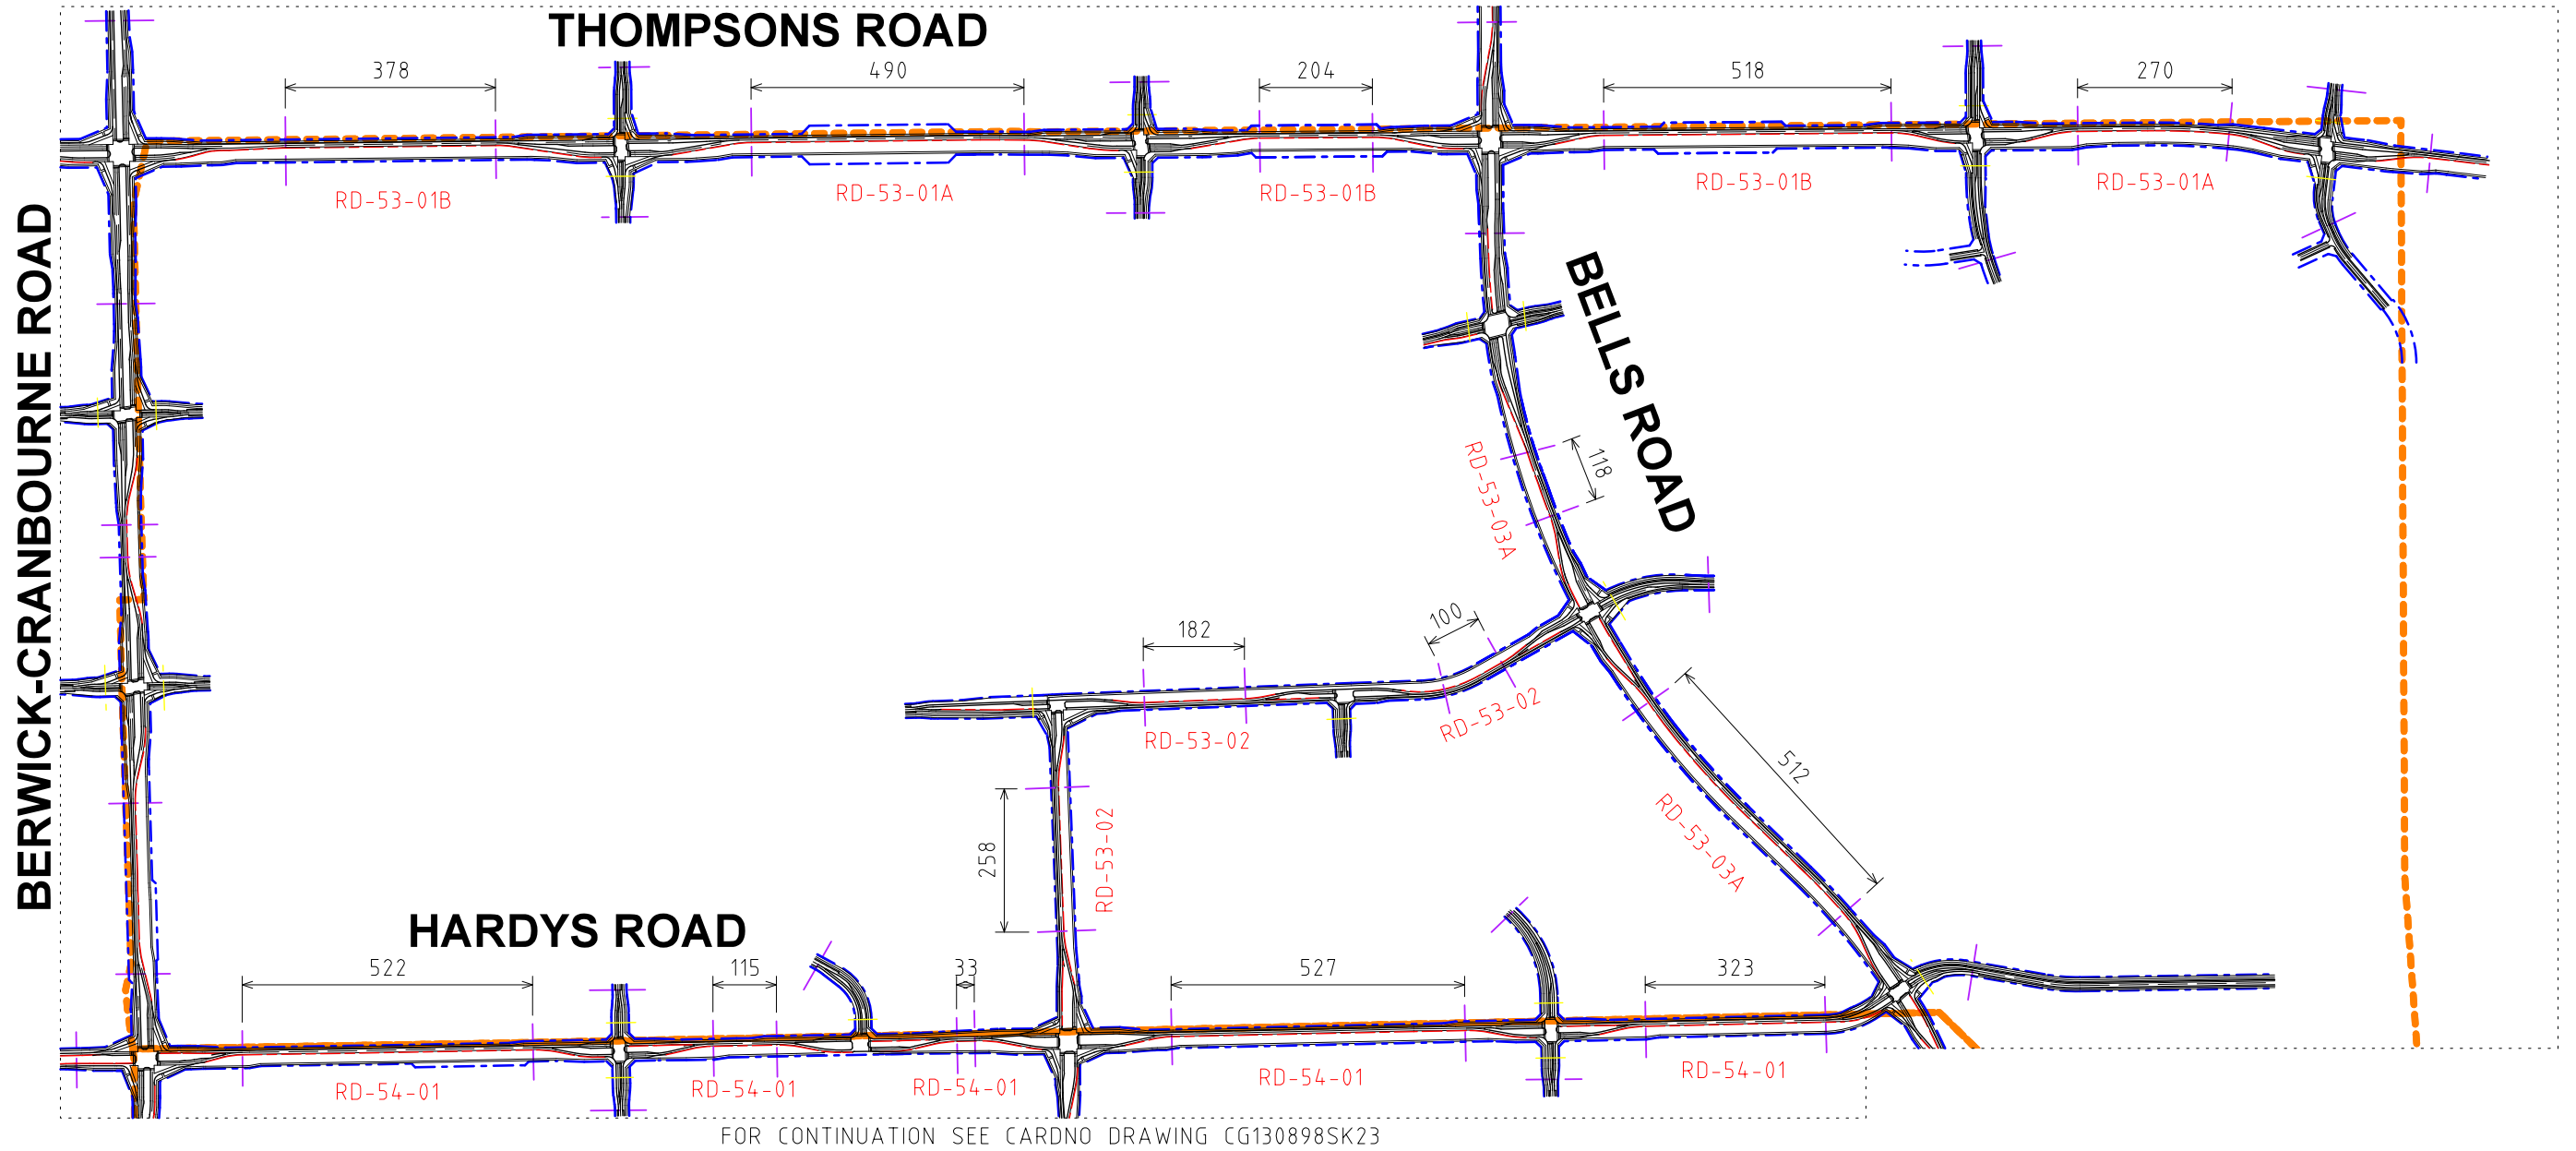 THOMPSONS ROAD
378
490
204
518
270
RD-53-01B
RD-53-01A
RD-53-01B
RD-53-01B
RD-53-01A
BERWICK-CRANBOURNE ROAD
BELLS ROAD
118
RD-53-03A
100
182
RD-53-02
RD-53-02
512
RD-53-03A
258
RD-53-02
HARDYS ROAD
522
115
33
527
323
RD-54-01
RD-54-01
RD-54-01
RD-54-01
RD-54-01
FOR CONTINUATION SEE CARDNO DRAWING CG130898SK23